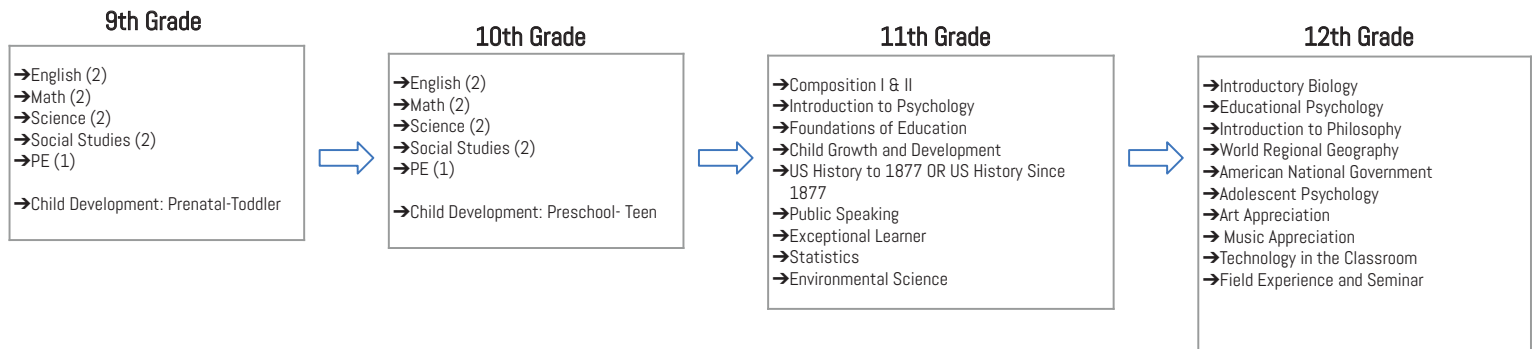 9th Grade
➔English (2)
➔Math (2)
➔Science (2)
➔Social Studies (2)
➔PE (1)
➔Child Development: Prenatal-Toddler
10th Grade
➔English (2)
➔Math (2)
➔Science (2)
➔Social Studies (2)
➔PE (1)
➔Child Development: Preschool- Teen
11th Grade
➔Composition I & II
➔Introduction to Psychology
➔Foundations of Education
➔Child Growth and Development
➔US History to 1877 OR US History Since
1877
➔Public Speaking
➔Exceptional Learner
➔Statistics
➔Environmental Science
12th Grade
➔Introductory Biology
➔Educational Psychology
➔Introduction to Philosophy
➔World Regional Geography
➔American National Government
➔Adolescent Psychology
➔Art Appreciation
➔ Music Appreciation
➔Technology in the Classroom
➔Field Experience and Seminar